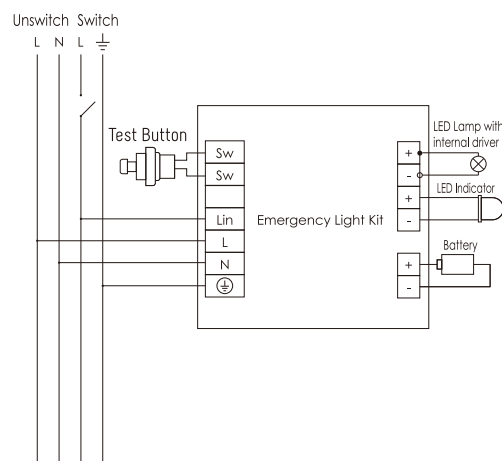 Unswitch Switch
L N L
Test Button
Sw
Sw
Lin
L
N
Emergency Light Kit
+
-
+
-
+
-
LED Lamp with
internal driver
LED Indicator
Battery